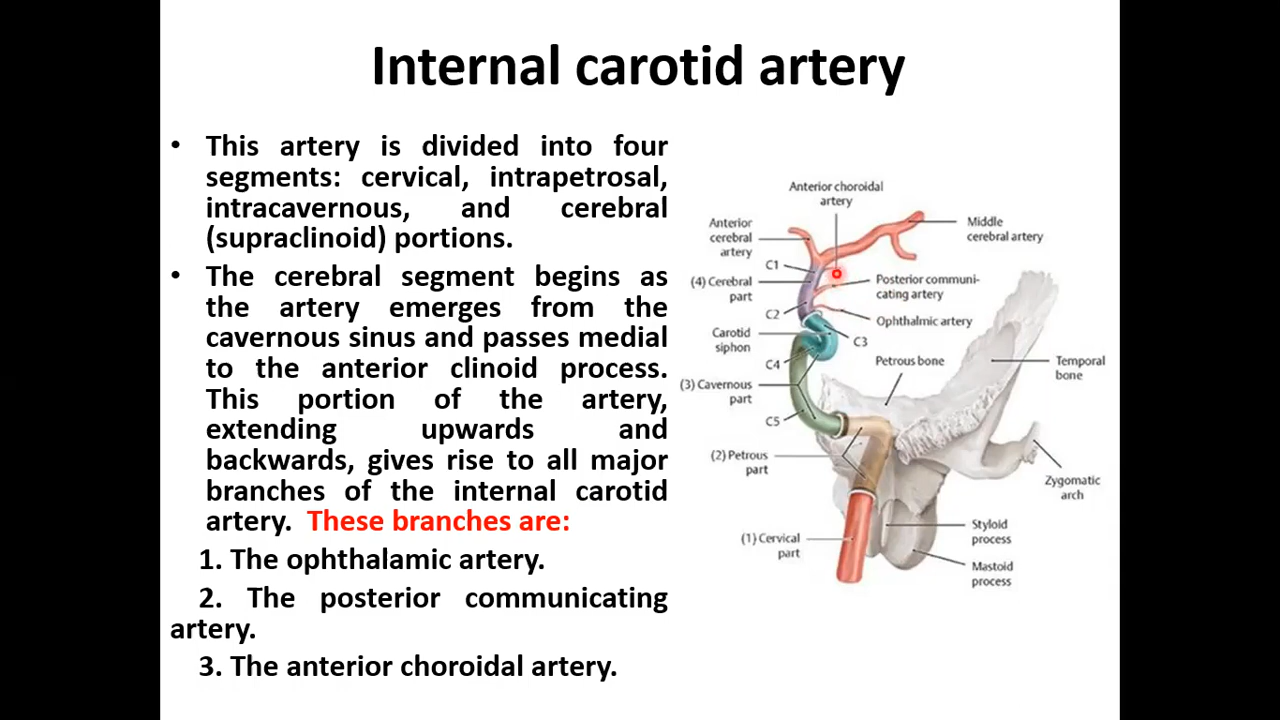 Internal carotid artery
• This artery is divided into four
segments: cervical, intrapetrosal,
intracavernous, and cerebral
(supraclinoid) portions.
• The cerebral segment begins as
the artery emerges from the
cavernous sinus and passes medial
to the anterior clinoid process.
This portion of the artery,
extending upwards and
backwards, gives rise to all major
branches of the internal carotid
artery. These branches are:
1. The ophthalamic artery.
2. The posterior communicating
artery.
3. The anterior choroidal artery.
Anterior choroidal
artery
Anterior
cerebral
artery
Middle
cerebral artery
C1
(4) Cerebral
part
Posterior communi-
cating artery
C2
Ophthalmic artery
Carotid
siphon
C3
C4
Petrous bone
Temporal
bone
(3) Cavernous
part
C5
(2) Petrous
part
Zygomatic
arch
(1) Cervical
part
Styloid
process
Mastoid
process